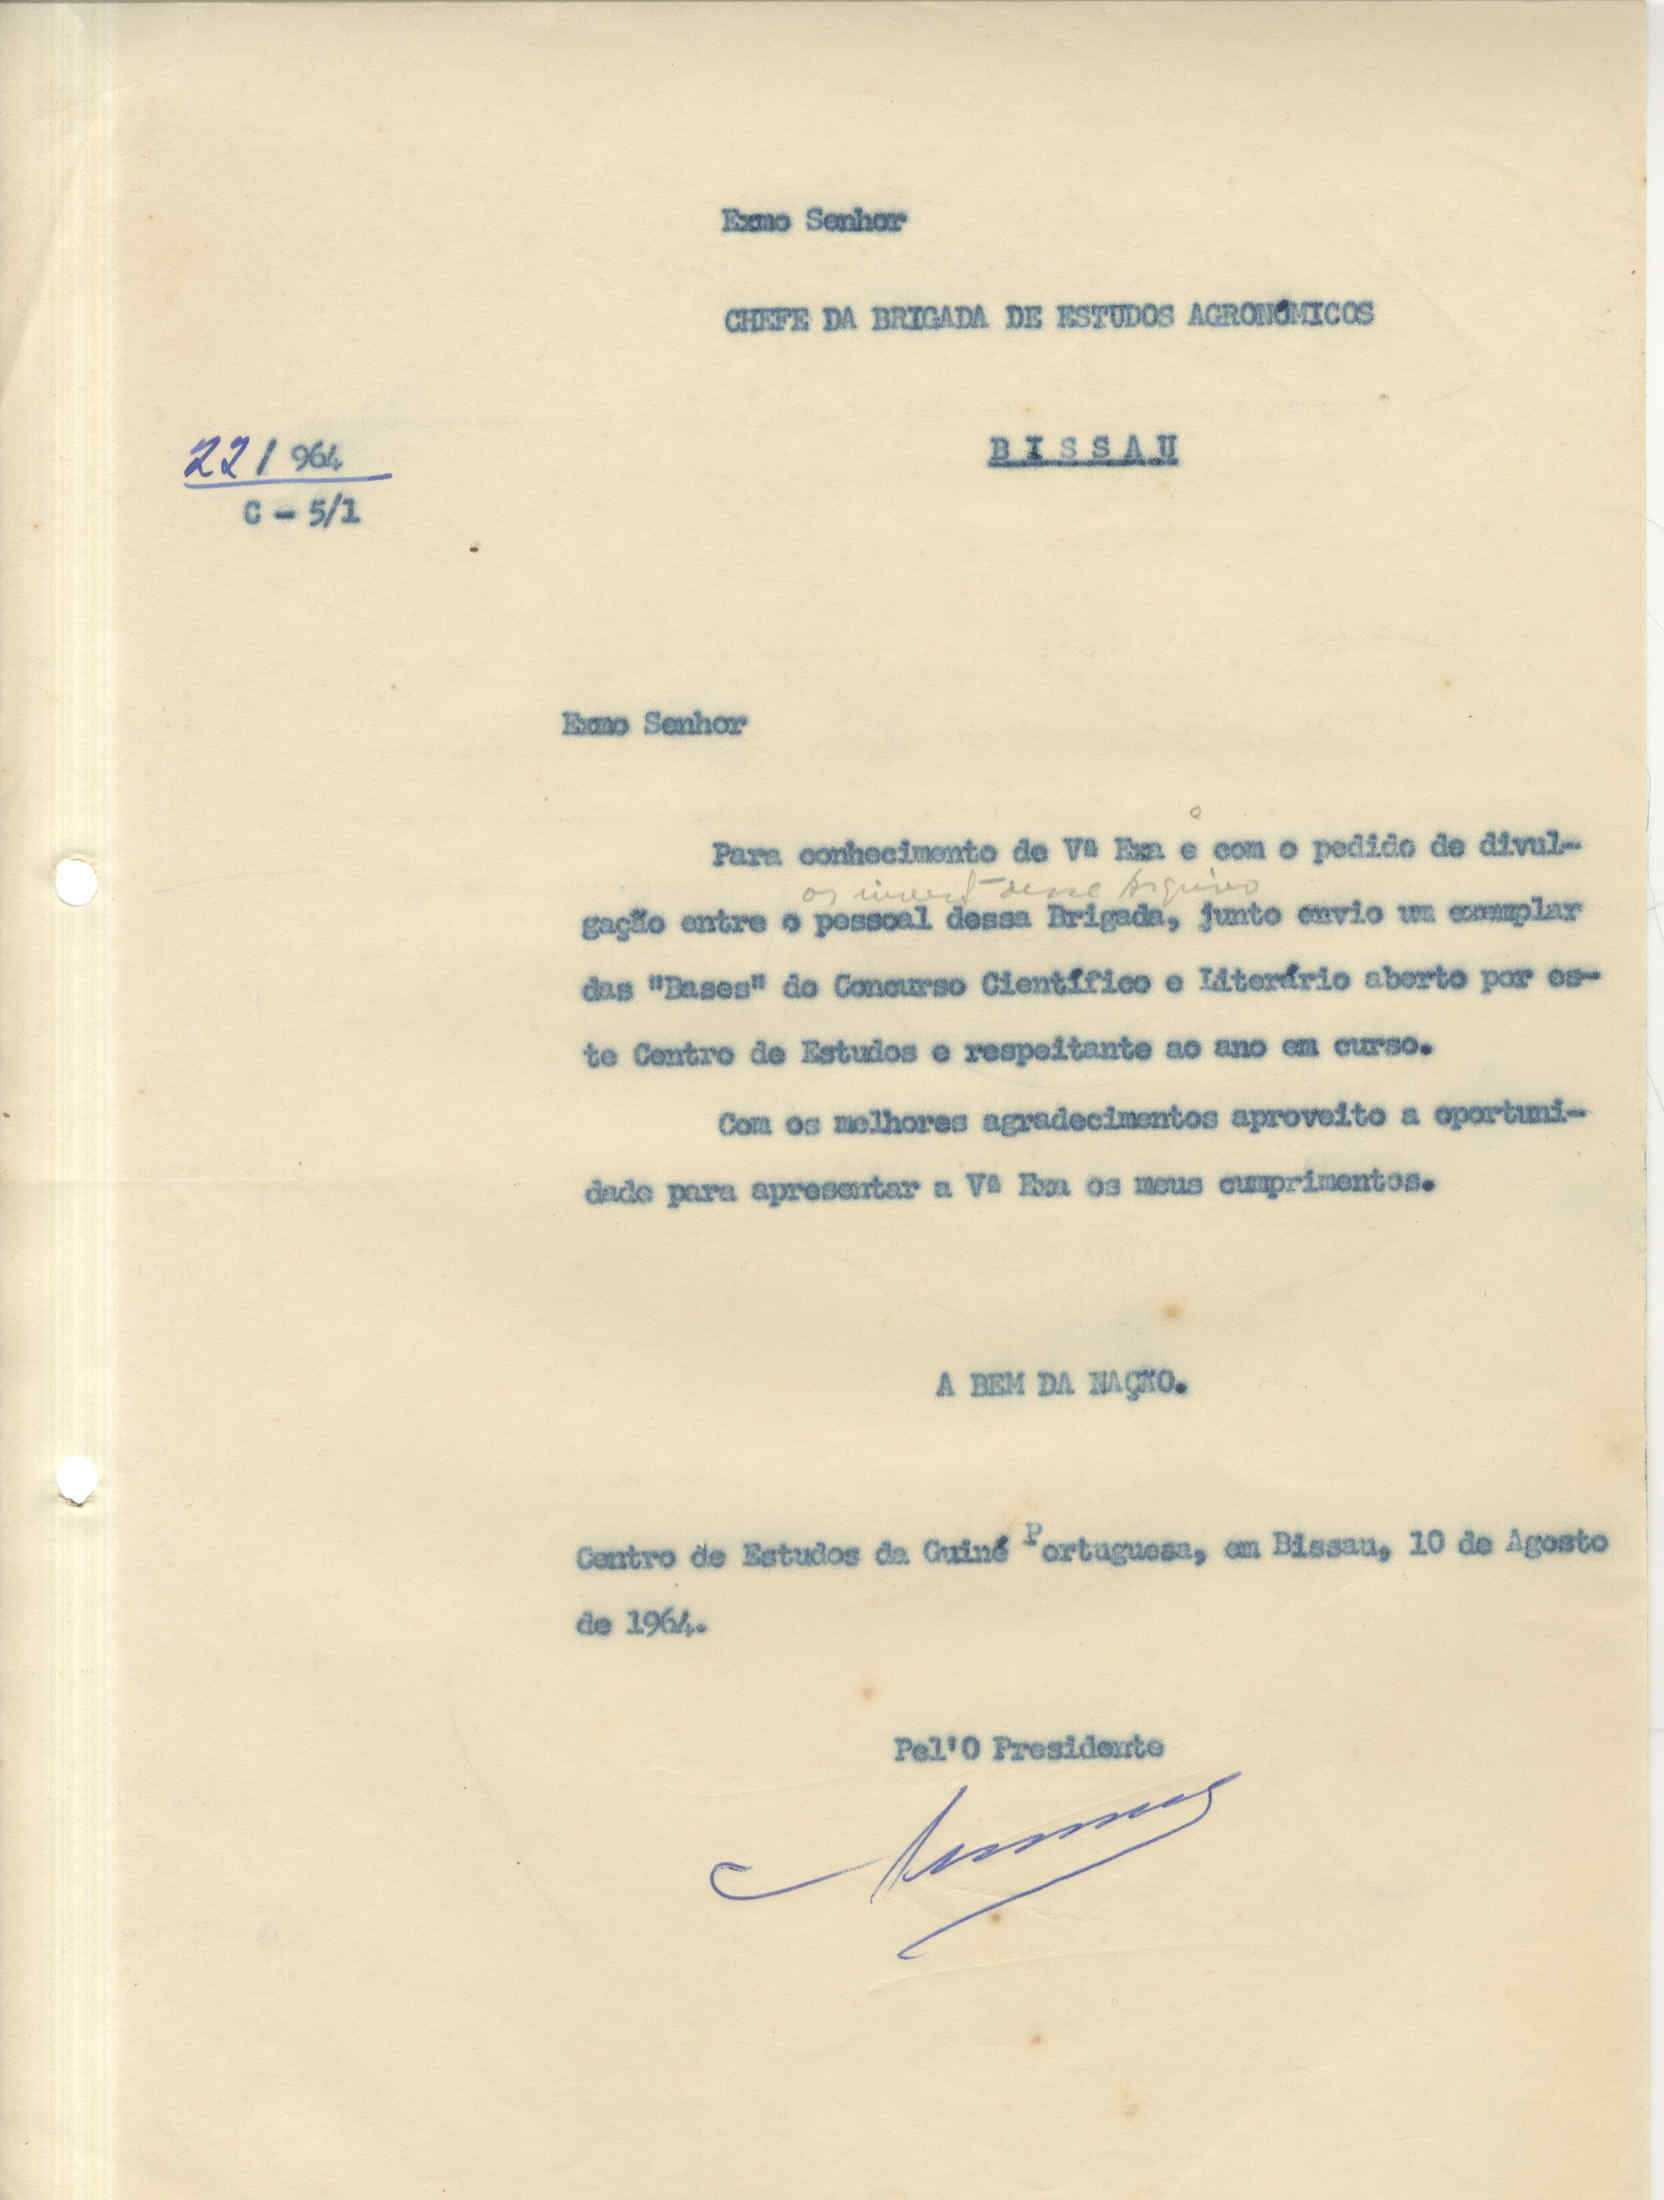 Exmo Senhor
CHEFE DA BRIGADA DE ESTUDOS AGRONÓMICOS
B I S S A U
22/ 964
C - 5/1
Exmo Senhor
Para conhecimento de Vª Exa e com o pedido de divul-
os desse Arquivo
gação entre o pessoal dessa Brigada, junto envio um exemplar
das "Bases" do Concurso Científico e Literário aberto por es-
te Centro de Estudos e respeitante ao ano em curso.
Com os melhores agradecimentos aproveito a oportuni-
dade para apresentar a Vª Exa os meus cumprimentos.
A BEM DA NAÇÃO.
Centro de Estudos da Guiné Portuguesa, em Bissau, 10 de Agosto
de 1964.
Pel'O Presidente